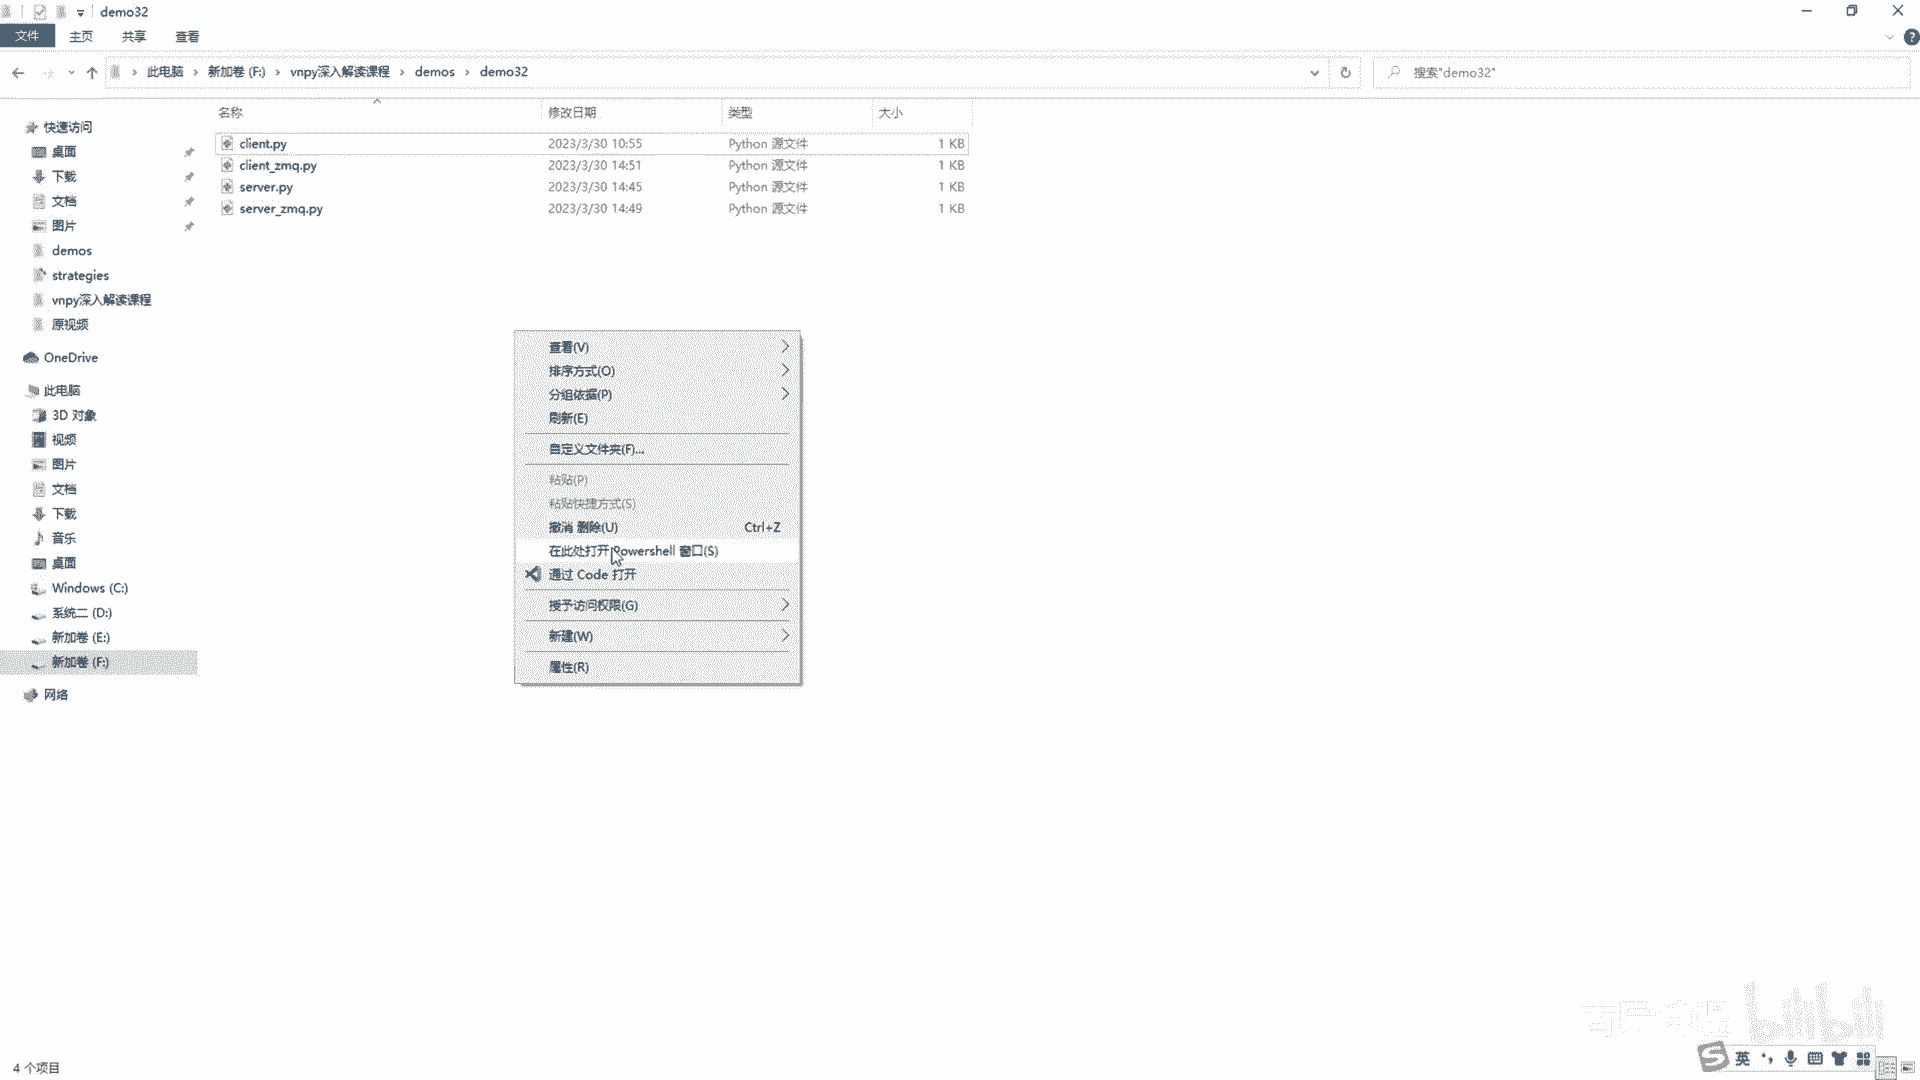 demo32
文件 主页 共享 查看
此电脑 › 新加卷 (F:) › vnpy深入解读课程 › demos › demo32
搜索"demo32"
名称 修改日期 类型 大小
client.py 2023/3/30 10:55 Python 源文件 1 KB
client_zmq.py 2023/3/30 14:51 Python 源文件 1 KB
server.py 2023/3/30 14:45 Python 源文件 1 KB
server_zmq.py 2023/3/30 14:49 Python 源文件 1 KB
快速访问
桌面
下载
文档
图片
demos
strategies
vnpy深入解读课程
原视频
OneDrive
此电脑
3D 对象
视频
图片
文档
下载
音乐
桌面
Windows (C:)
系统二 (D:)
新加卷 (E:)
新加卷 (F:)
网络
查看(V)
排序方式(O)
分组依据(P)
刷新(E)
自定义文件夹(F)...
粘贴(P)
粘贴快捷方式(S)
撤消 删除(U) Ctrl+Z
在此处打开 Powershell 窗口(S)
通过 Code 打开
授予访问权限(G)
新建(W)
属性(R)
bilibili
英
4 个项目